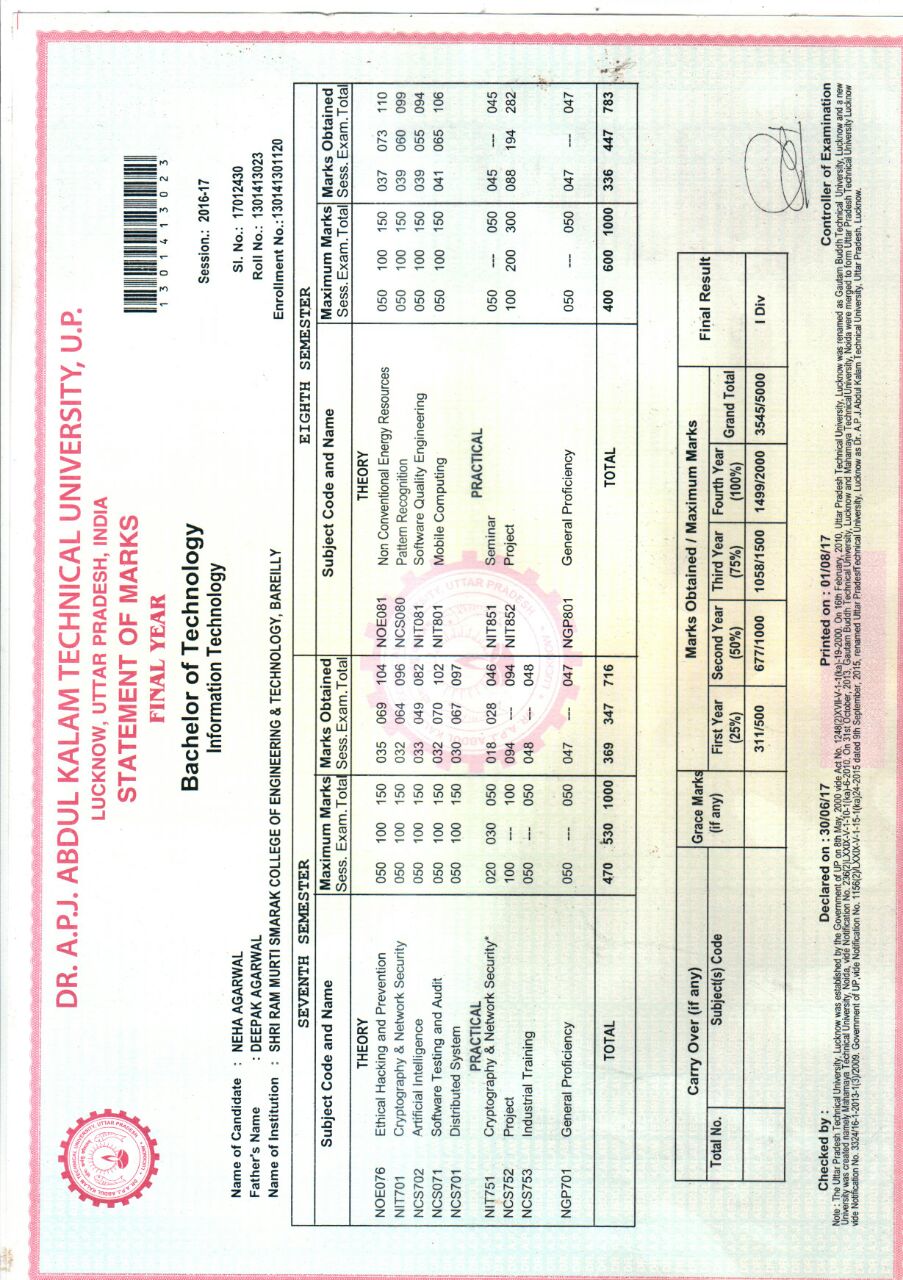 DR. A.P.J. ABDUL KALAM TECHNICAL UNIVERSITY, U.P.
LUCKNOW, UTTAR PRADESH, INDIA
STATEMENT OF MARKS
FINAL YEAR
1 3 0 1 4 1 3 0 2 3
Bachelor of Technology
Information Technology
Session.: 2016-17
Sl. No.: 17012430
Roll No.: 1301413023
Enrollment No.:130141301120
Name of Candidate : NEHA AGARWAL
Father's Name : DEEPAK AGARWAL
Name of Institution : SHRI RAM MURTI SMARAK COLLEGE OF ENGINEERING & TECHNOLOGY, BAREILLY
SEVENTH SEMESTER
Subject Code and Name Maximum Marks Marks Obtained
Sess. Exam. Total Sess. Exam. Total
THEORY
NOE076 Ethical Hacking and Prevention 050 100 150 035 069 104
NIT701 Cryptography & Network Security 050 100 150 032 064 096
NCS702 Artificial Intelligence 050 100 150 033 049 082
NCS071 Software Testing and Audit 050 100 150 032 070 102
NCS701 Distributed System 050 100 150 030 067 097
PRACTICAL
NIT751 Cryptography & Network Security* 020 030 050 018 028 046
NCS752 Project 100 --- 100 094 --- 094
NCS753 Industrial Training 050 --- 050 048 --- 048
NGP701 General Proficiency 050 --- 050 047 --- 047
TOTAL 470 530 1000 369 347 716
EIGHTH SEMESTER
Subject Code and Name Maximum Marks Marks Obtained
Sess. Exam. Total Sess. Exam. Total
THEORY
NOE081 Non Conventional Energy Resources 050 100 150 037 073 110
NCS080 Pattern Recognition 050 100 150 039 060 099
NIT081 Software Quality Engineering 050 100 150 039 055 094
NIT801 Mobile Computing 050 100 150 041 065 106
PRACTICAL
NIT851 Seminar 050 --- 050 045 --- 045
NIT852 Project 100 200 300 088 194 282
NGP801 General Proficiency 050 --- 050 047 --- 047
TOTAL 400 600 1000 336 447 783
Carry Over (if any) Grace Marks (if any) Marks Obtained / Maximum Marks Final Result
Total No. Subject(s) Code First Year (25%) Second Year (50%) Third Year (75%) Fourth Year (100%) Grand Total
311/500 677/1000 1058/1500 1499/2000 3545/5000 I Div
Checked by : Declared on : 30/06/17 Printed on : 01/08/17 Controller of Examination
Note : The Uttar Pradesh Technical University, Lucknow was established by the Government of UP on 8th May, 2000 vide Act No. 1248(2)XVII-V-1-1(ka)-19-2000. On 16th February, 2010, Uttar Pradesh Technical University, Lucknow was renamed as Gautam Buddh Technical University, Lucknow and a new
University was created namely Mahamaya Technical University, Noida, vide Notification No. 236(2)LXXIX-V-1-10-1(ka)-6-2010. On 31st October, 2013, Gautam Buddh Technical University, Lucknow and Mahamaya Technical University, Noida were merged to form Uttar Pradesh Technical University Lucknow
vide Notification No. 3324/16-1-2013-1(3)/2009. Government of UP,vide Notification No. 1156(2)LXXIX-V-1-15-1(ka)24-2015 dated 9th September, 2015, renamed Uttar PradeshTechnical University, Lucknow as Dr. A.P.J.Abdul Kalam Technical University, Uttar Pradesh, Lucknow.